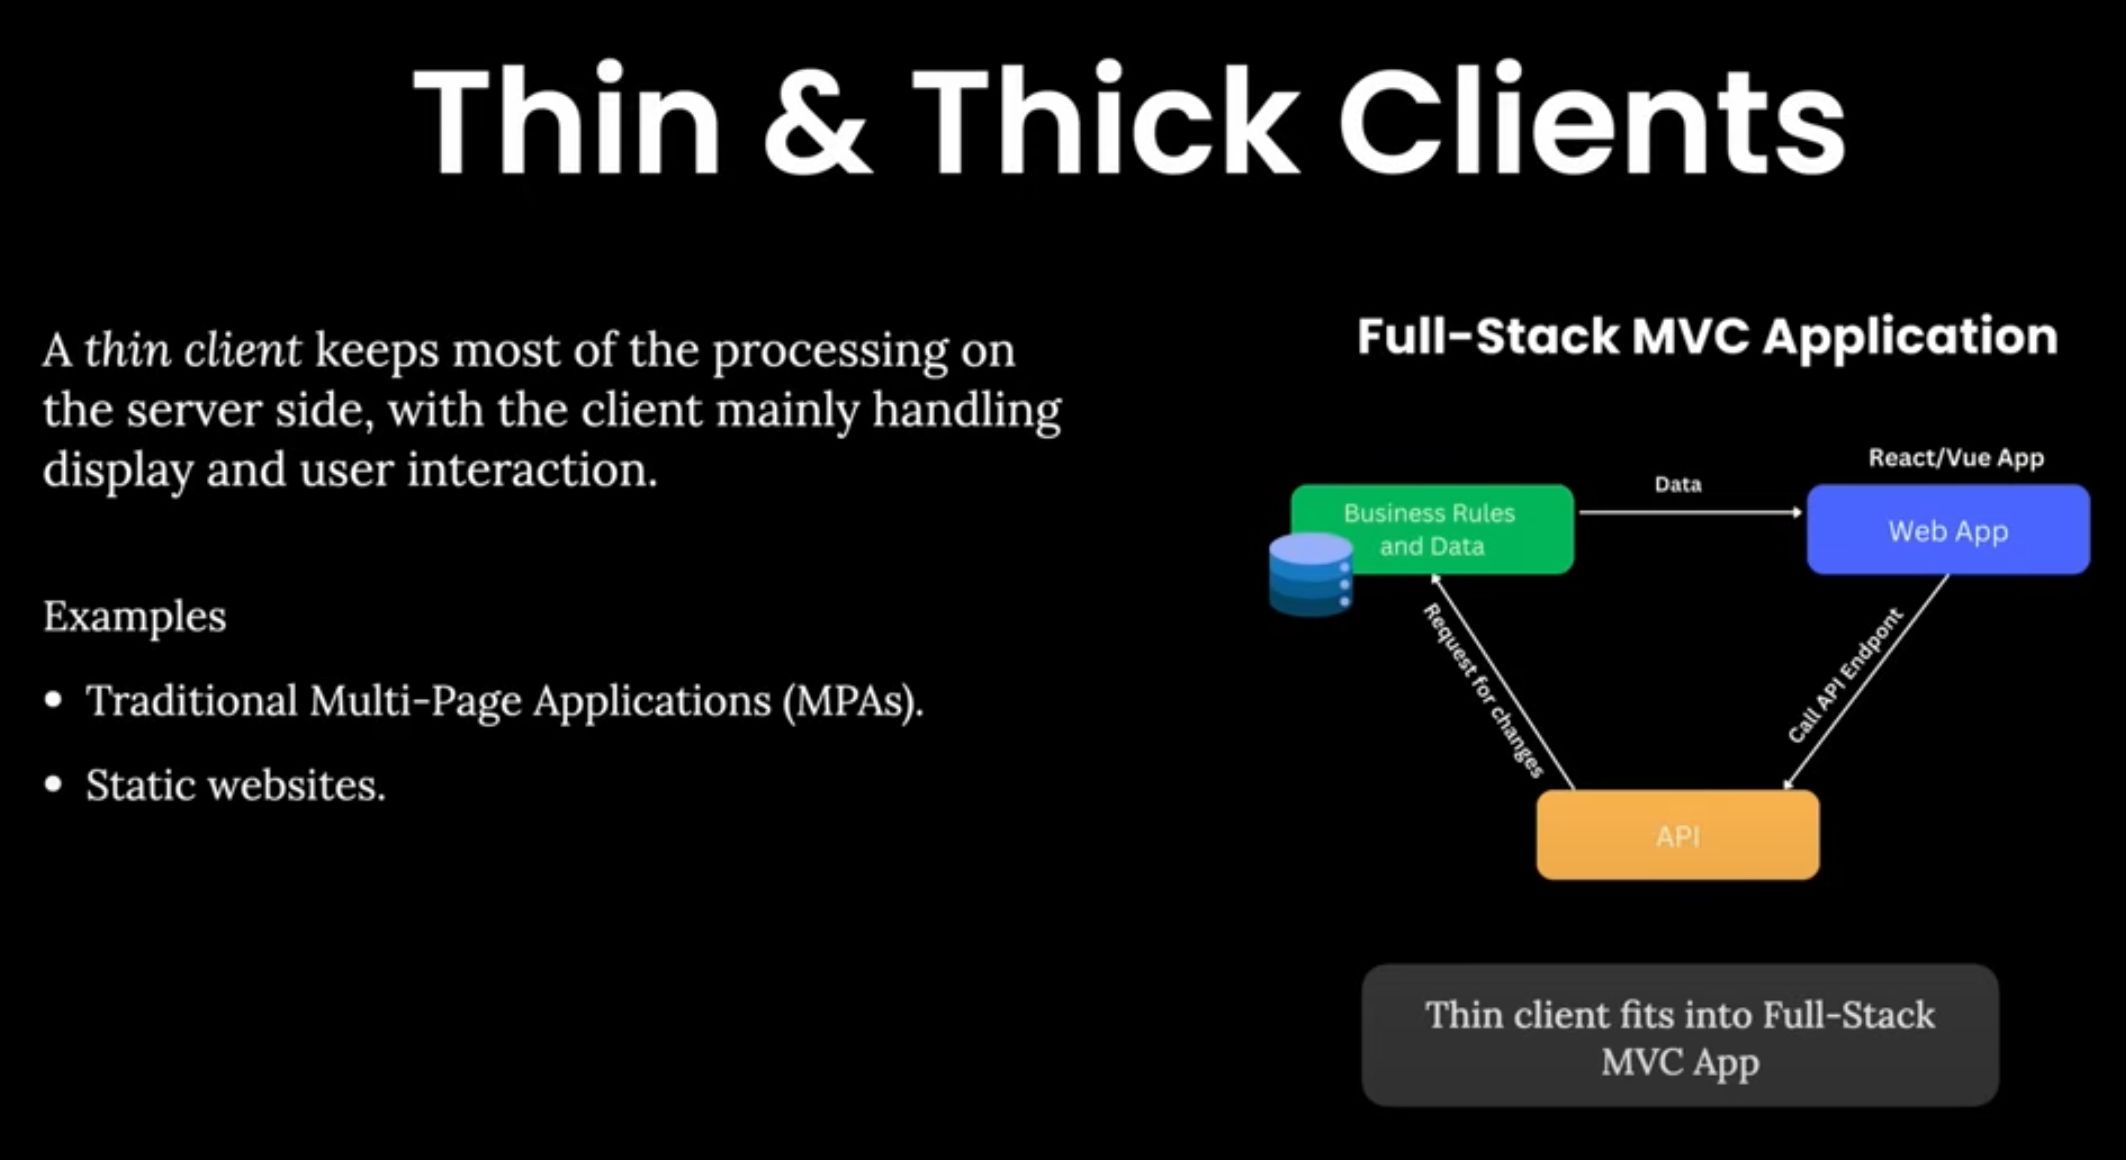 Thin & Thick Clients
A thin client keeps most of the processing on
the server side, with the client mainly handling
display and user interaction.
Examples
• Traditional Multi-Page Applications (MPAs).
• Static websites.
Full-Stack MVC Application
React/Vue App
Data
Business Rules
and Data
Web App
Request for changes
Call API Endpont
API
Thin client fits into Full-Stack
MVC App